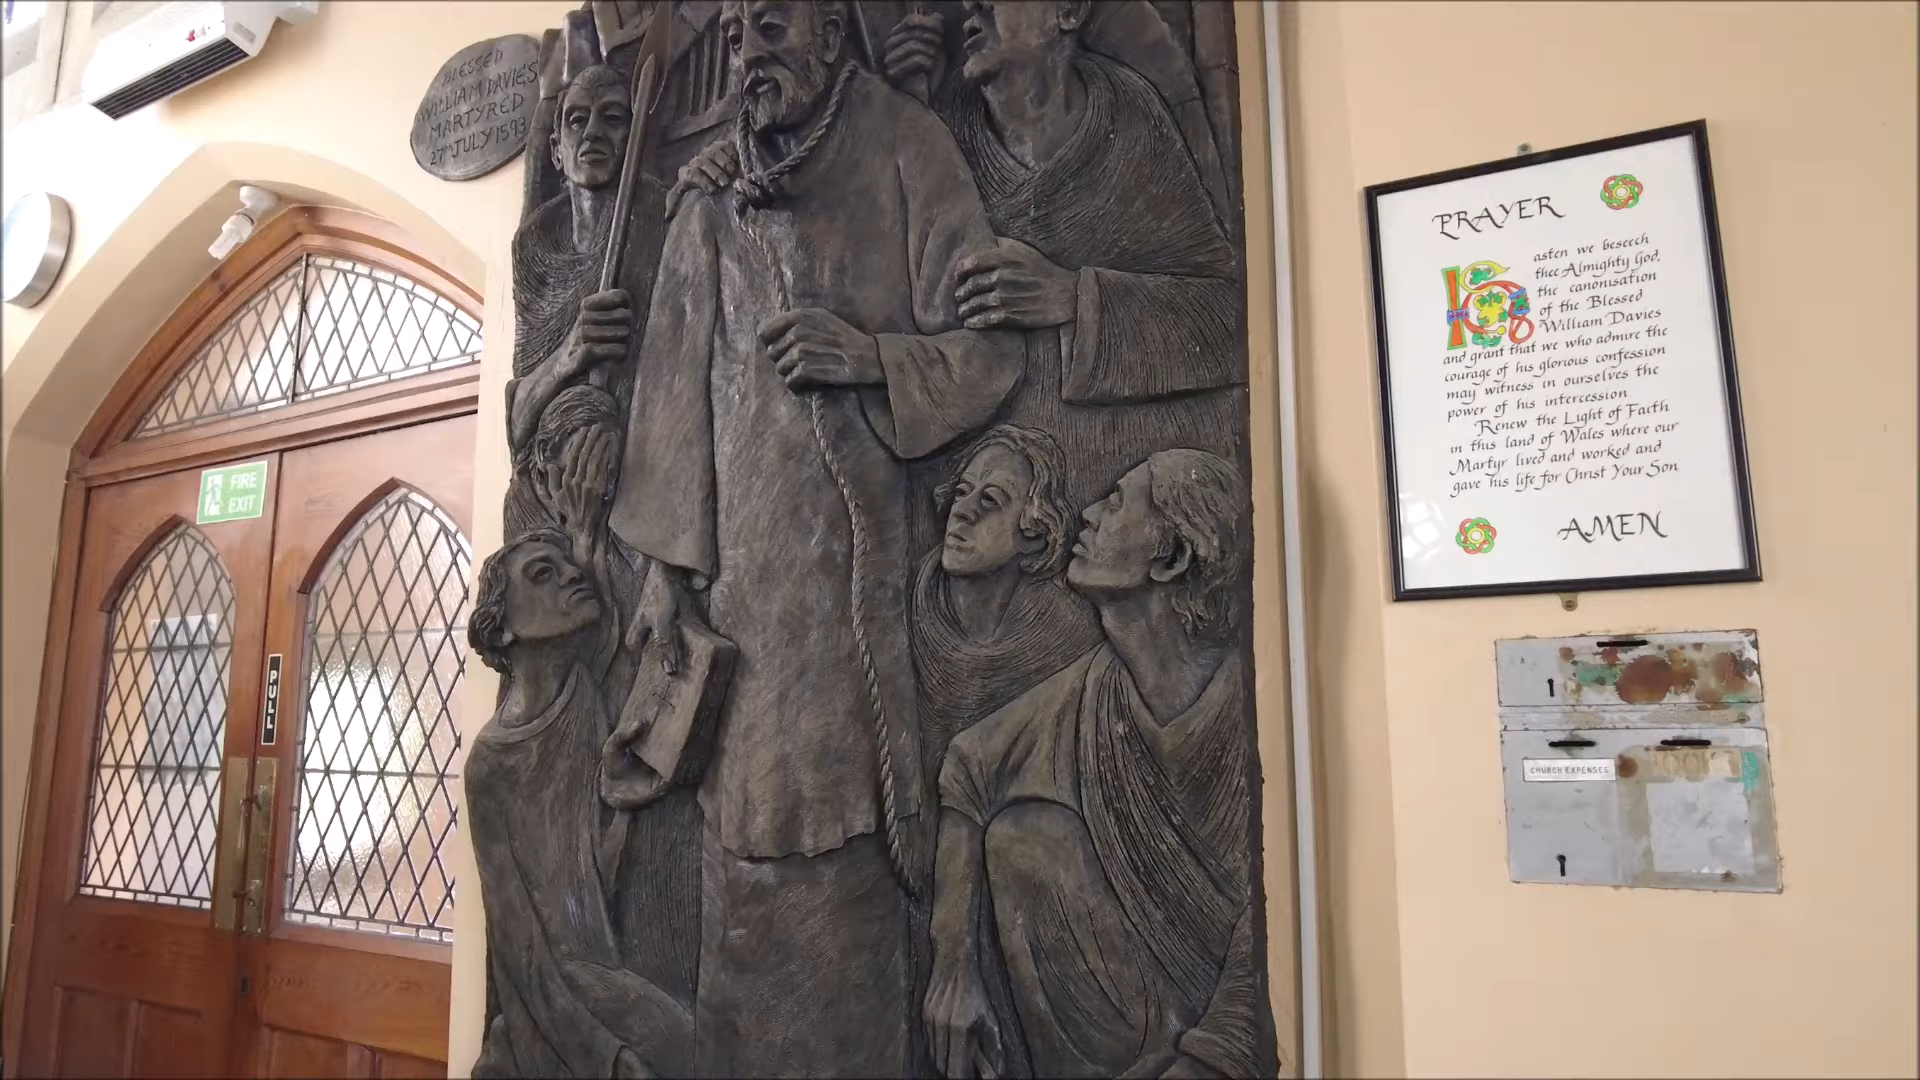 BLESSED
WILLIAM DAVIES
MARTYRED
27TH JULY 1593
FIRE
EXIT
PULL
PRAYER
Hasten we beseech
thee Almighty God,
the canonisation
of the Blessed
William Davies
and grant that we who admire the
courage of his glorious confession
may witness in ourselves the
power of his intercession.
Renew the Light of Faith
in this land of Wales where our
Martyr lived and worked and
gave his life for Christ Your Son
AMEN
CHURCH EXPENSES